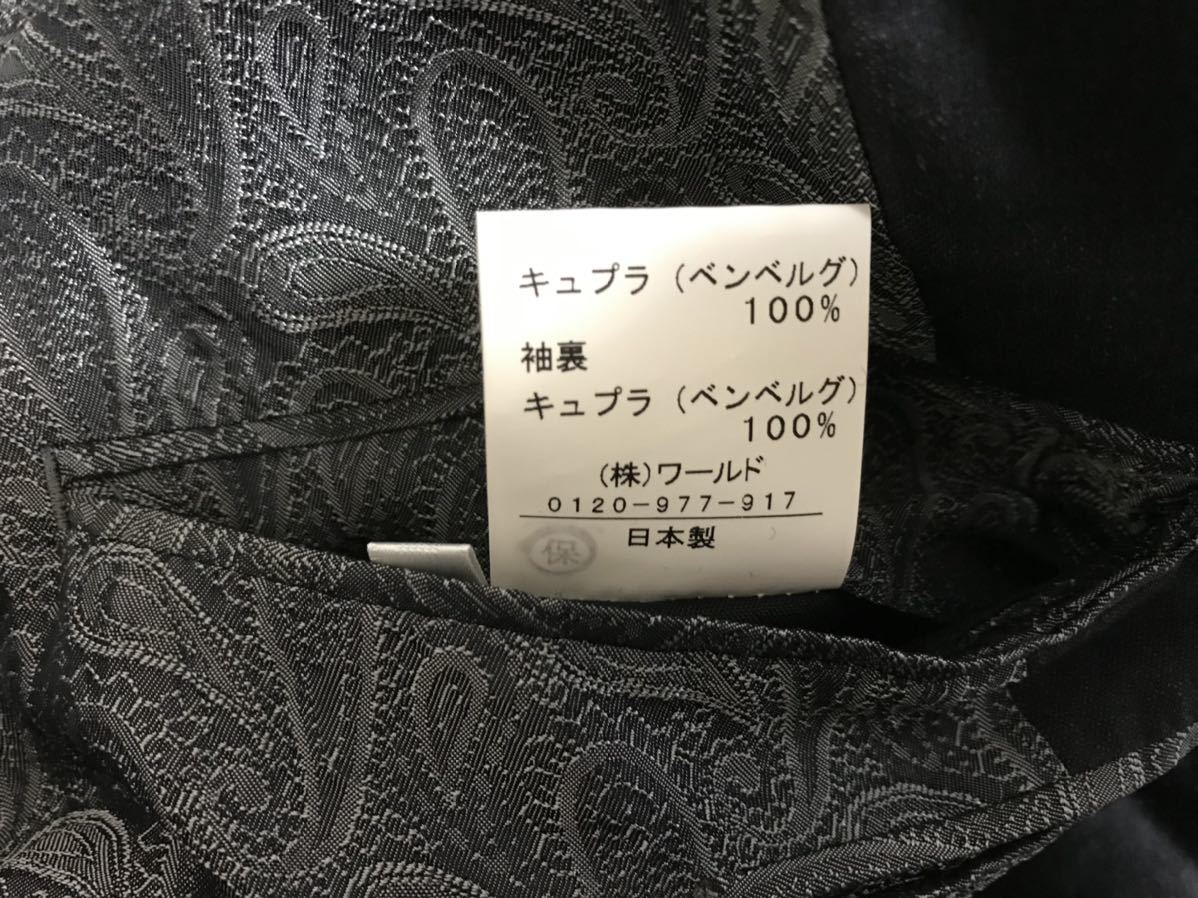 キュプラ（ベンベルグ）
100%
袖裏
キュプラ（ベンベルグ）
100%
（株）ワールド
0120-977-917
日本製
保